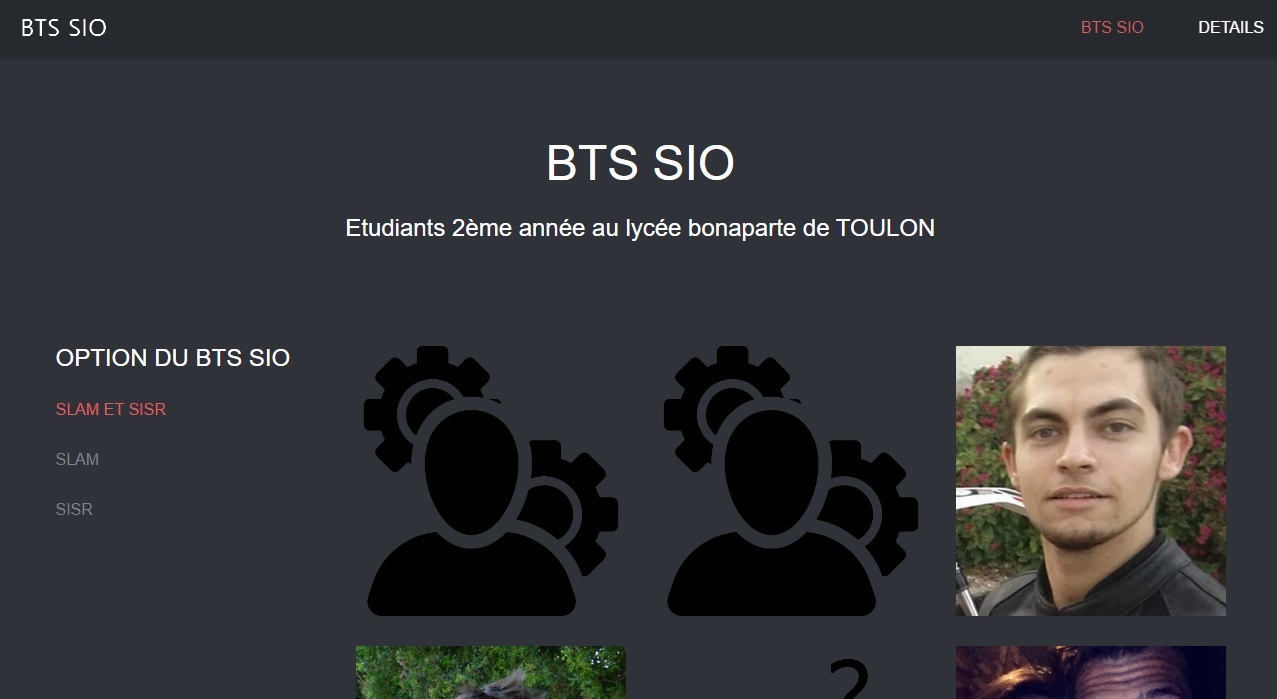 BTS SIO
BTS SIO
DETAILS
BTS SIO
Etudiants 2ème année au lycée bonaparte de TOULON
OPTION DU BTS SIO
SLAM ET SISR
SLAM
SISR
?